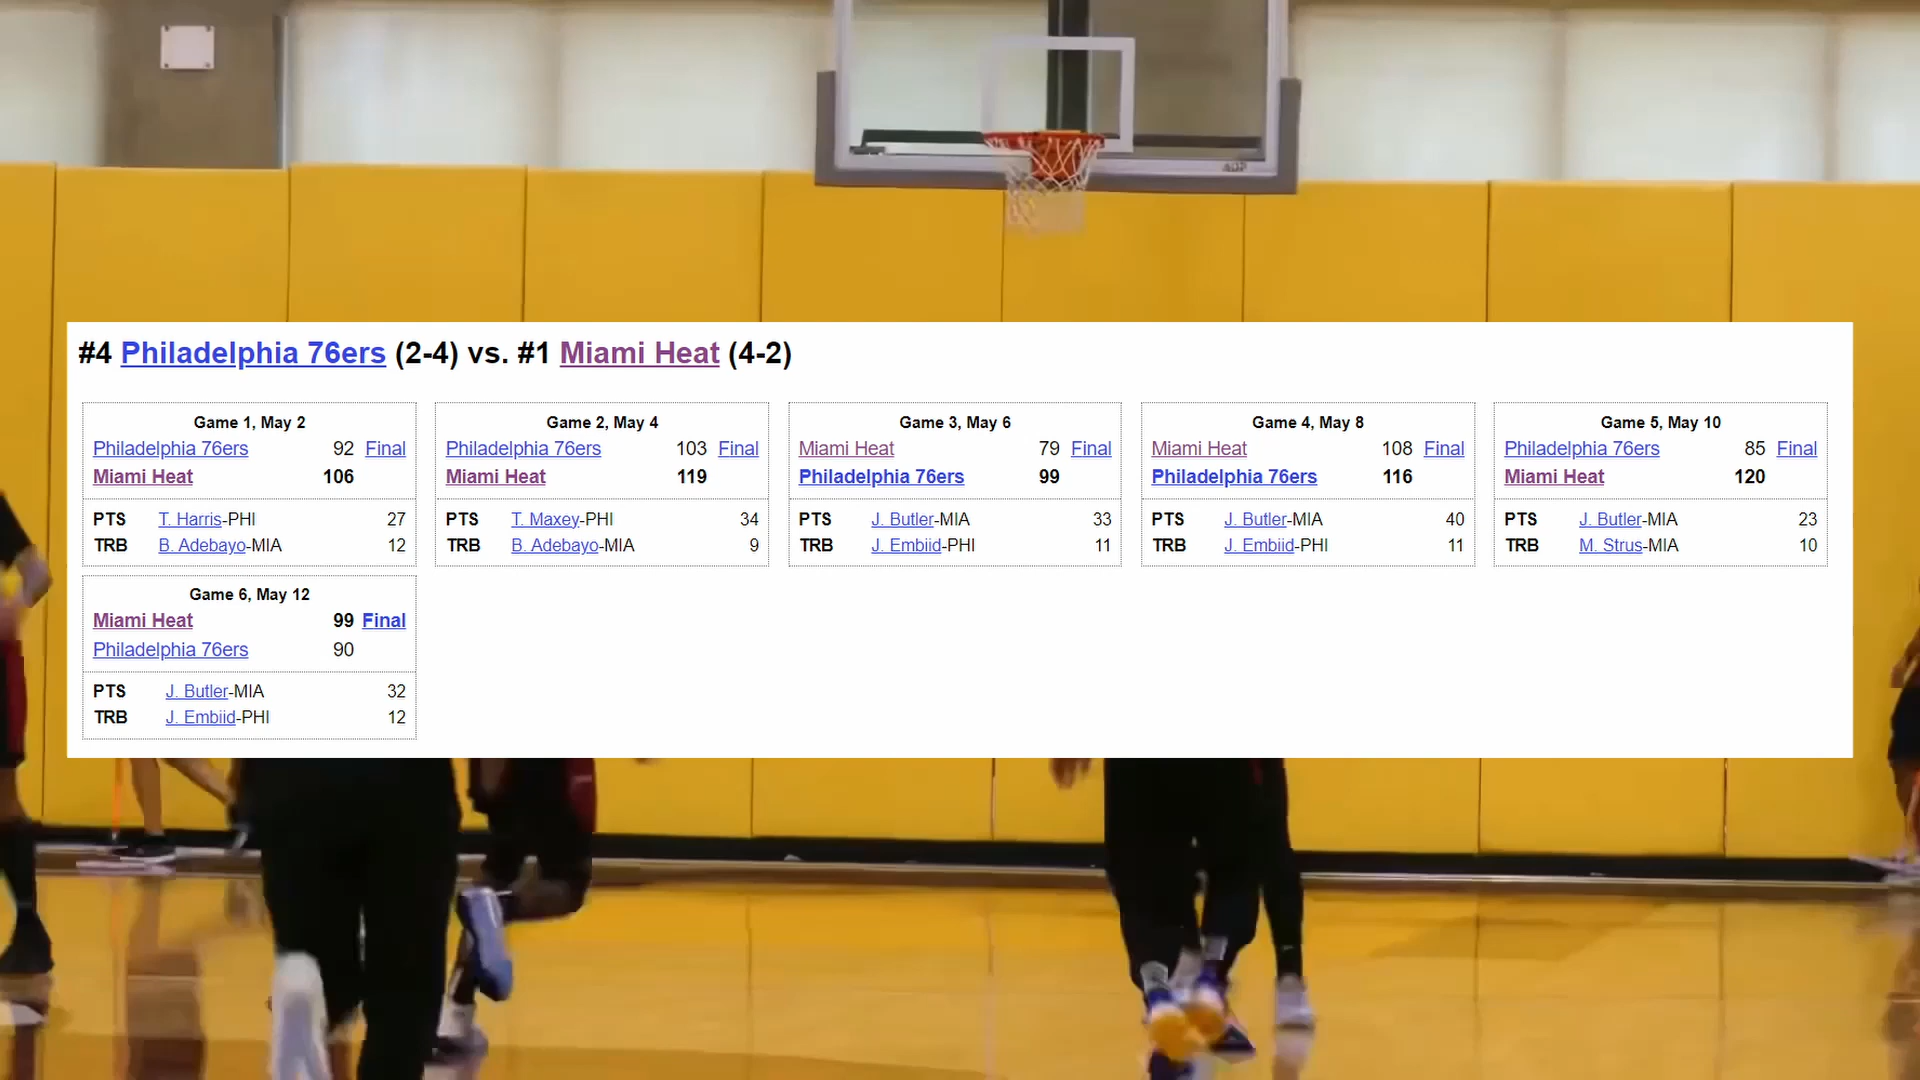 #4 Philadelphia 76ers (2-4) vs. #1 Miami Heat (4-2)
Game 1, May 2
Philadelphia 76ers 92 Final
Miami Heat 106
PTS T. Harris-PHI 27
TRB B. Adebayo-MIA 12
Game 2, May 4
Philadelphia 76ers 103 Final
Miami Heat 119
PTS T. Maxey-PHI 34
TRB B. Adebayo-MIA 9
Game 3, May 6
Miami Heat 79 Final
Philadelphia 76ers 99
PTS J. Butler-MIA 33
TRB J. Embiid-PHI 11
Game 4, May 8
Miami Heat 108 Final
Philadelphia 76ers 116
PTS J. Butler-MIA 40
TRB J. Embiid-PHI 11
Game 5, May 10
Philadelphia 76ers 85 Final
Miami Heat 120
PTS J. Butler-MIA 23
TRB M. Strus-MIA 10
Game 6, May 12
Miami Heat 99 Final
Philadelphia 76ers 90
PTS J. Butler-MIA 32
TRB J. Embiid-PHI 12